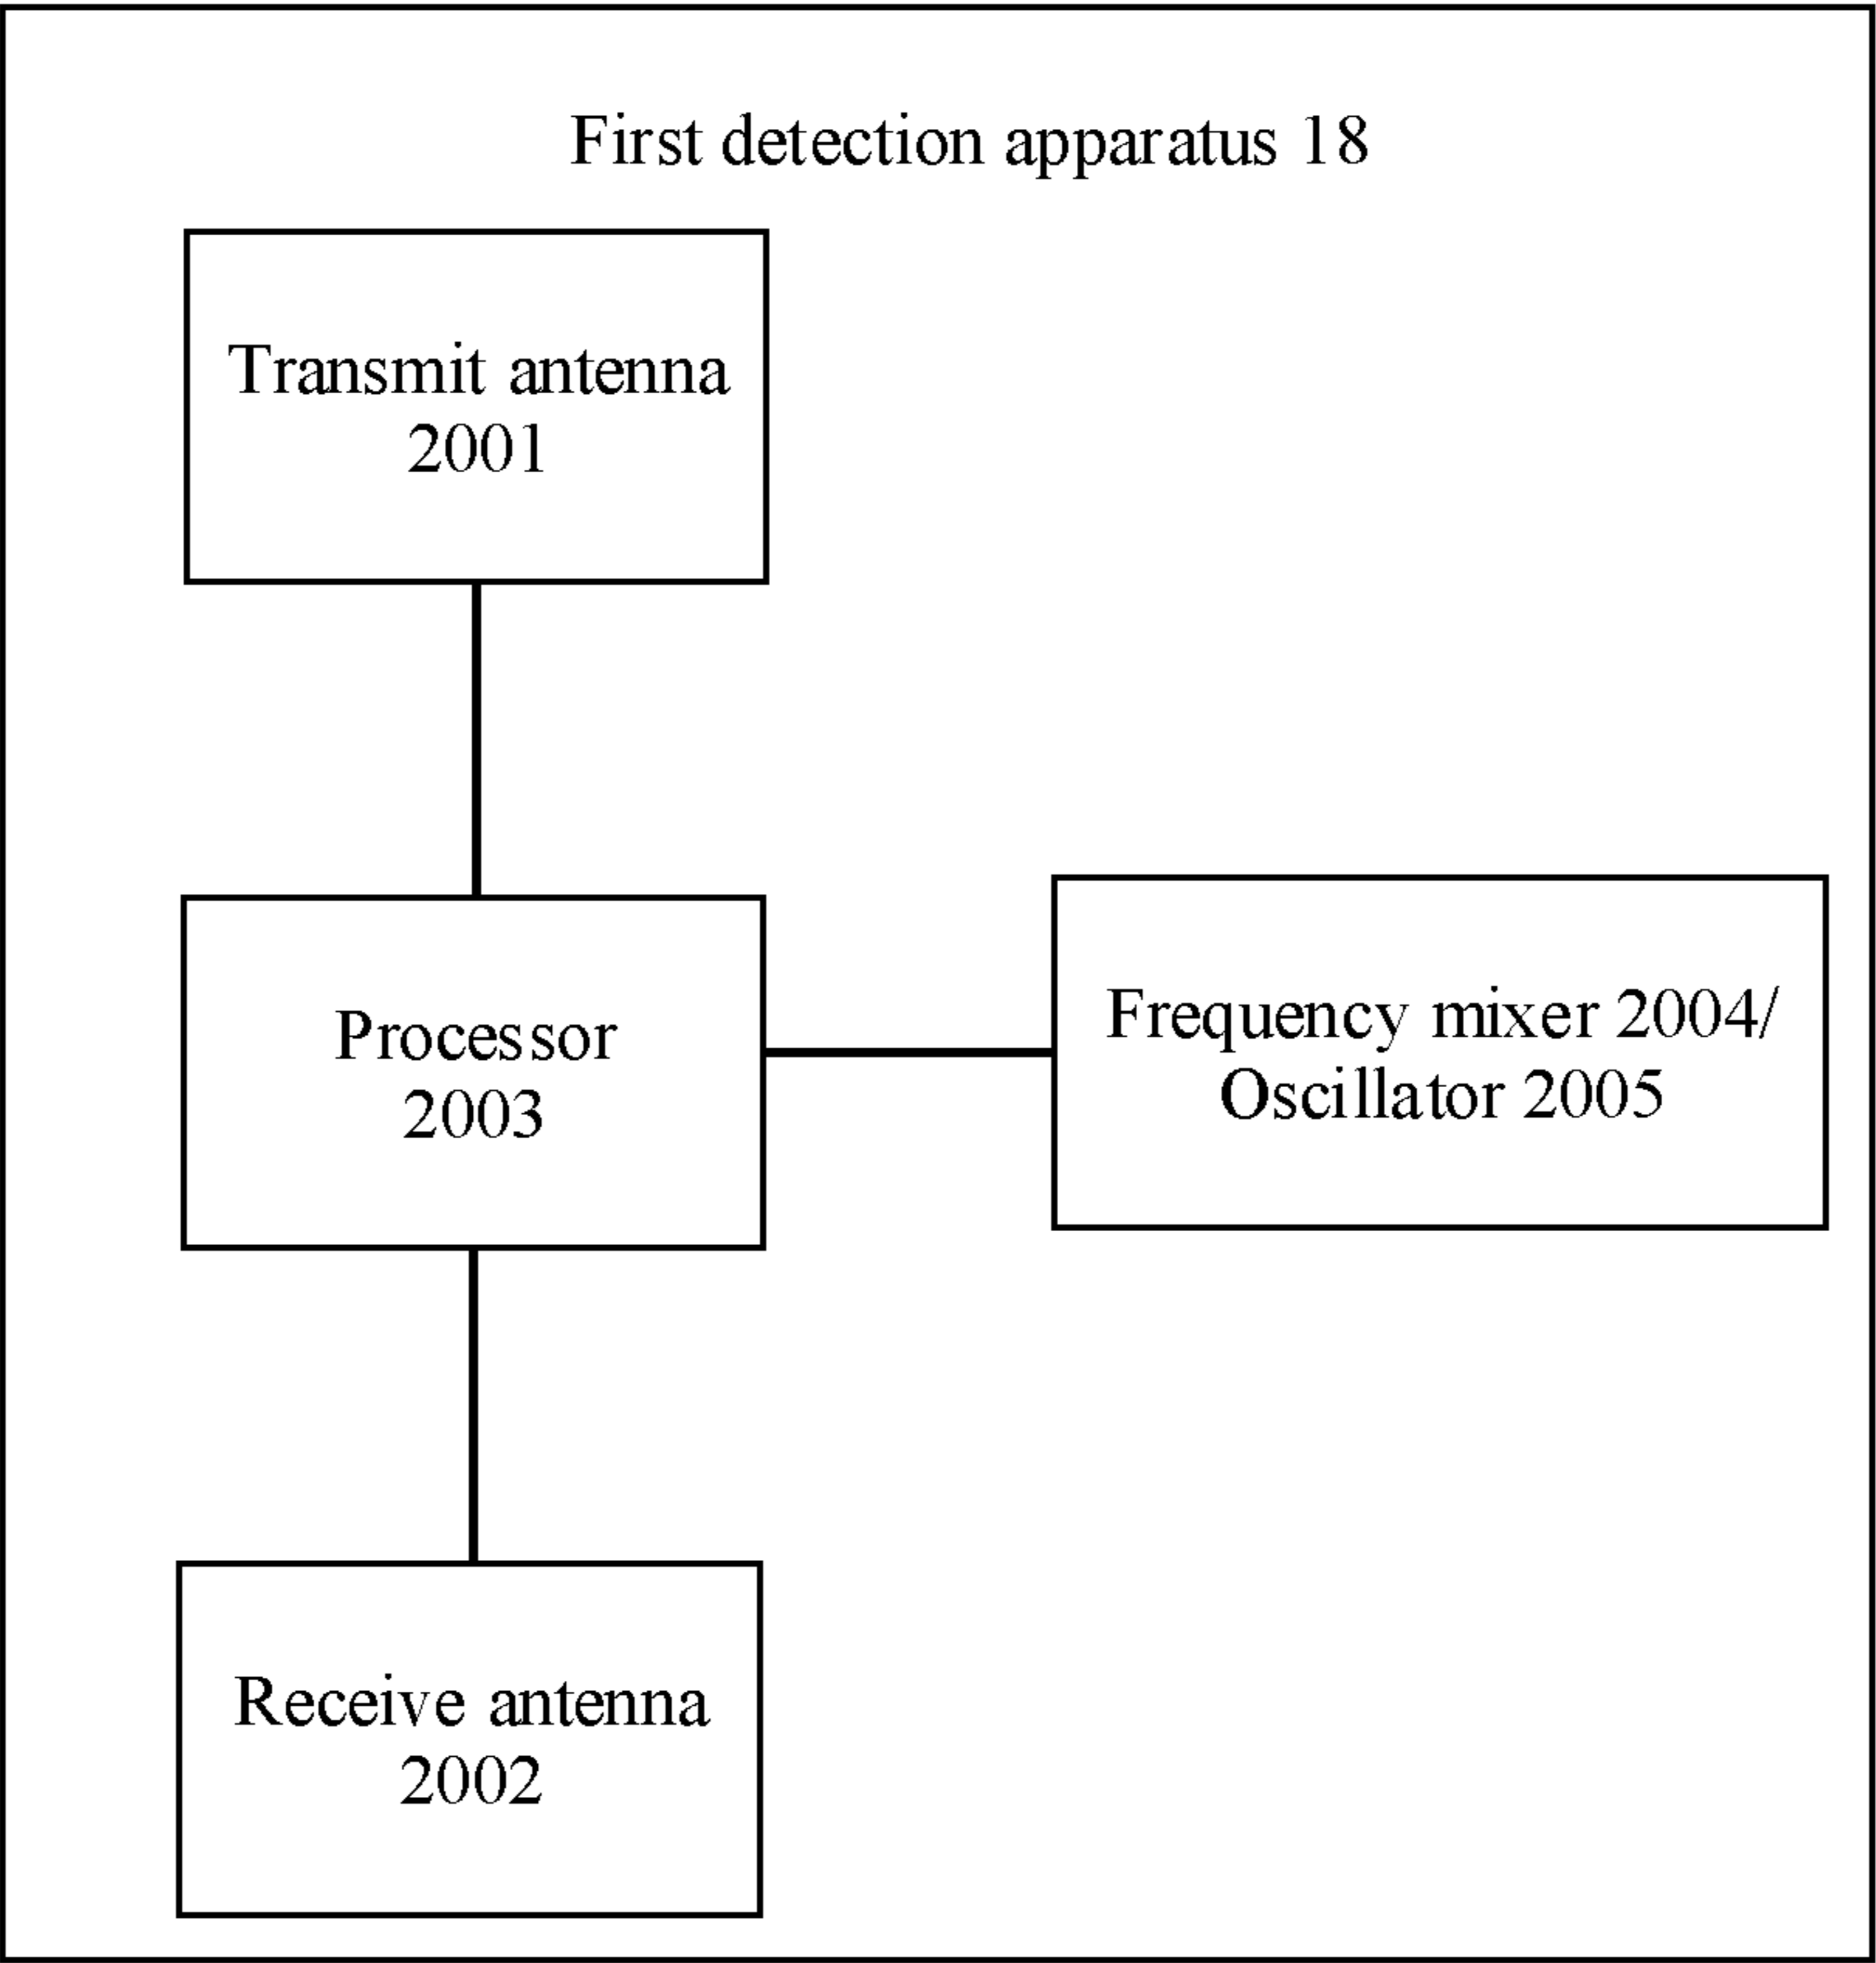 First detection apparatus 18
Transmit antenna
2001
Processor
2003
Frequency mixer 2004/
Oscillator 2005
Receive antenna
2002